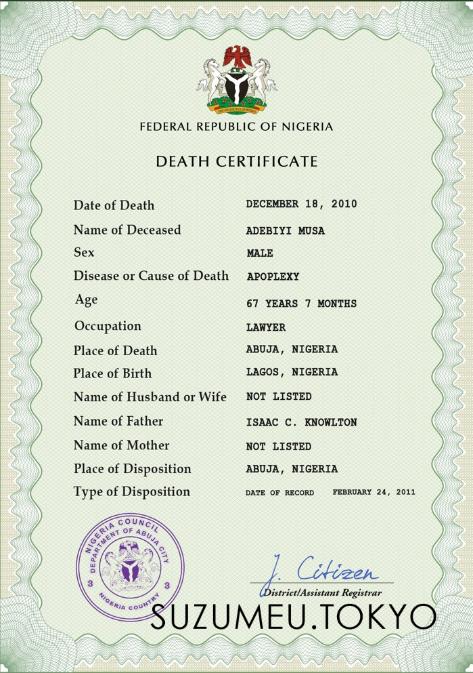 FEDERAL REPUBLIC OF NIGERIA
DEATH CERTIFICATE
Date of Death DECEMBER 18, 2010
Name of Deceased ADEBIYI MUSA
Sex MALE
Disease or Cause of Death APOPLEXY
Age 67 YEARS 7 MONTHS
Occupation LAWYER
Place of Death ABUJA, NIGERIA
Place of Birth LAGOS, NIGERIA
Name of Husband or Wife NOT LISTED
Name of Father ISAAC C. KNOWLTON
Name of Mother NOT LISTED
Place of Disposition ABUJA, NIGERIA
Type of Disposition DATE OF RECORD FEBRUARY 24, 2011
NIGERIA COUNCIL
DEPARTMENT OF ABUJA CITY
3 3
NIGERIA COUNTRY
J. Citizen
District/Assistant Registrar
SUZUMEU.TOKYO